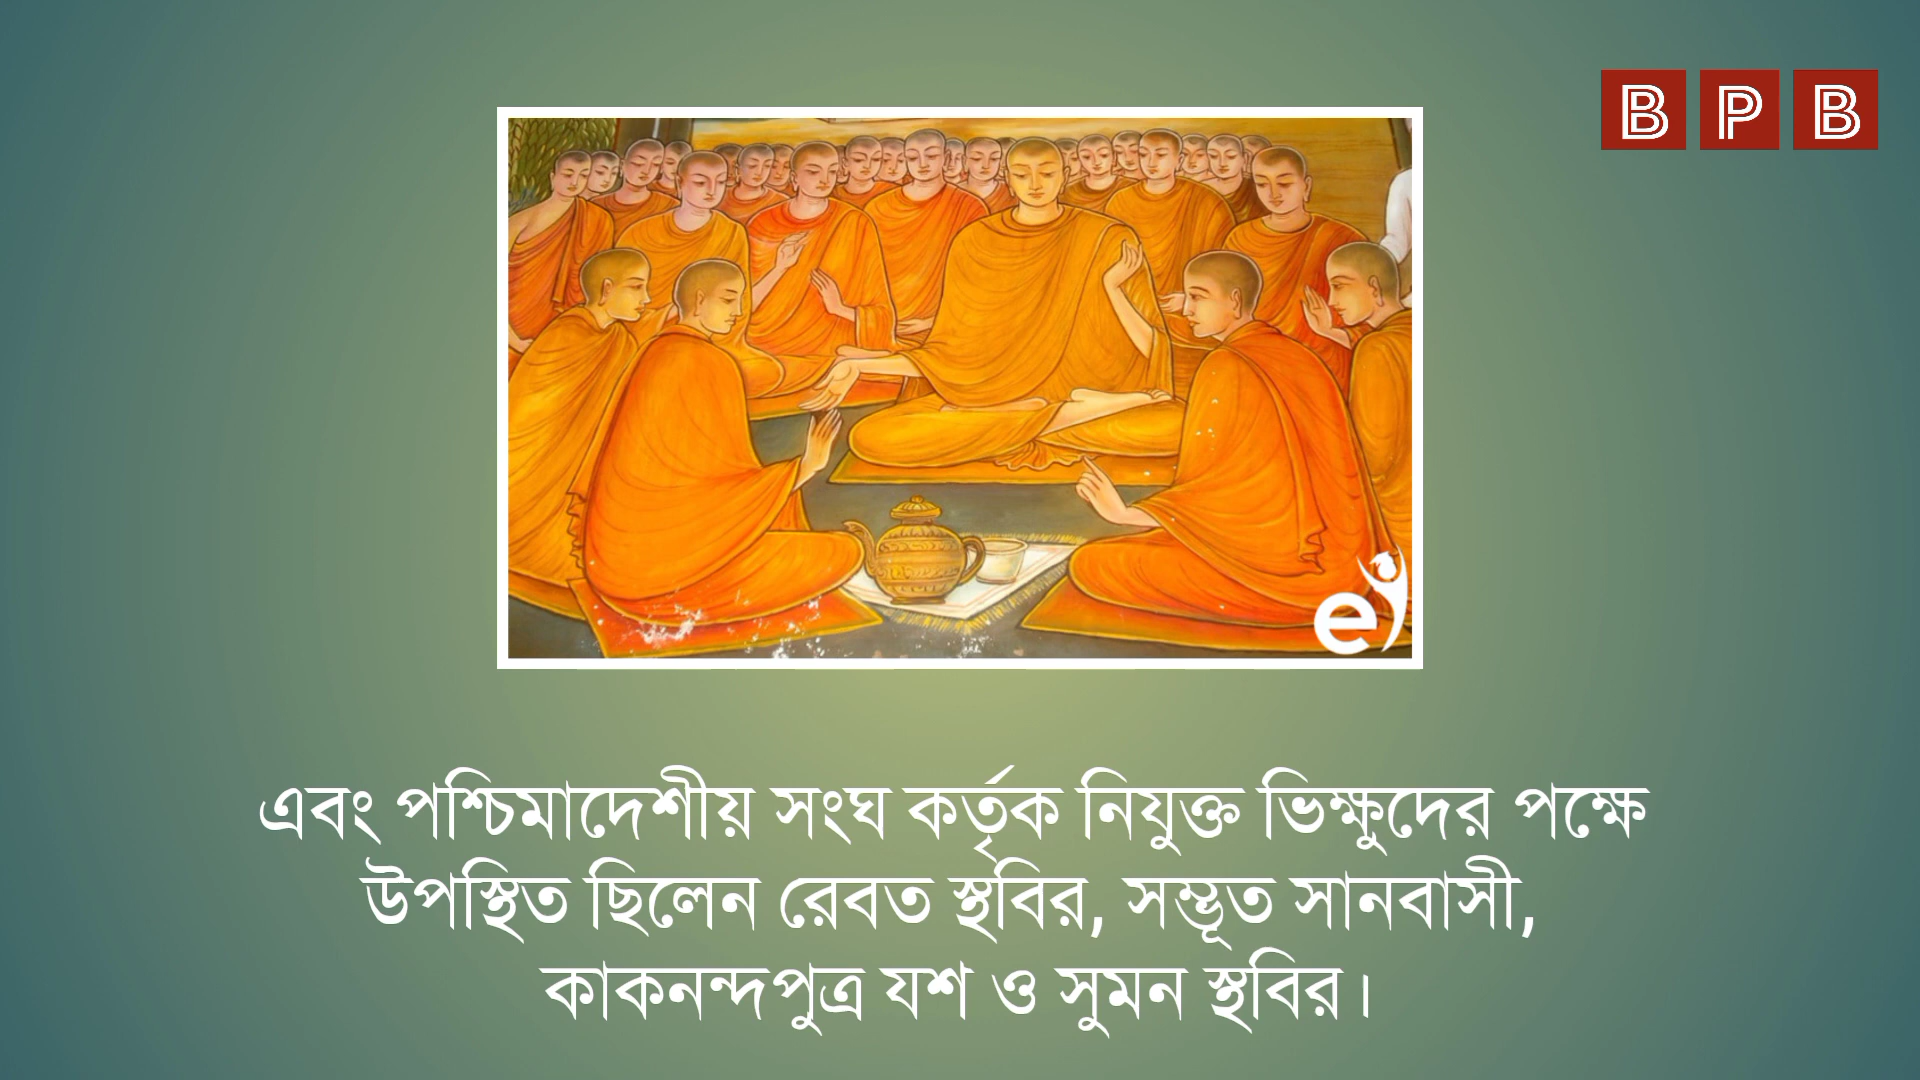 BPB
e
এবং পশ্চিমাদেশীয় সংঘ কর্তৃক নিযুক্ত ভিক্ষুদের পক্ষে
উপস্থিত ছিলেন রেবত স্থবির, সম্ভূত সানবাসী,
কাকনন্দপুত্র যশ ও সুমন স্থবির।